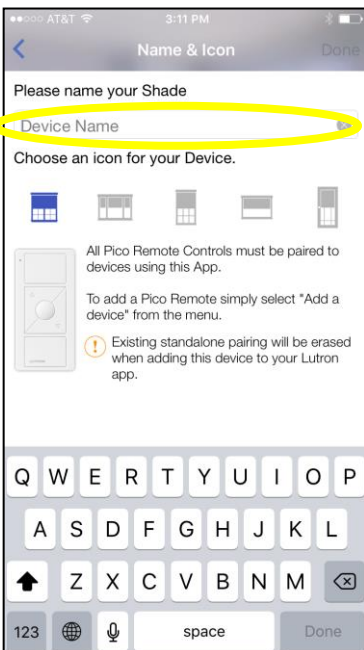 AT&T 3:11 PM
Name & Icon Done
Please name your Shade
Device Name
Choose an icon for your Device.
All Pico Remote Controls must be paired to
devices using this App.
To add a Pico Remote simply select "Add a
device" from the menu.
! Existing standalone pairing will be erased
when adding this device to your Lutron
app.
LUTRON
Q W E R T Y U I O P
A S D F G H J K L
Z X C V B N M
123 space Done